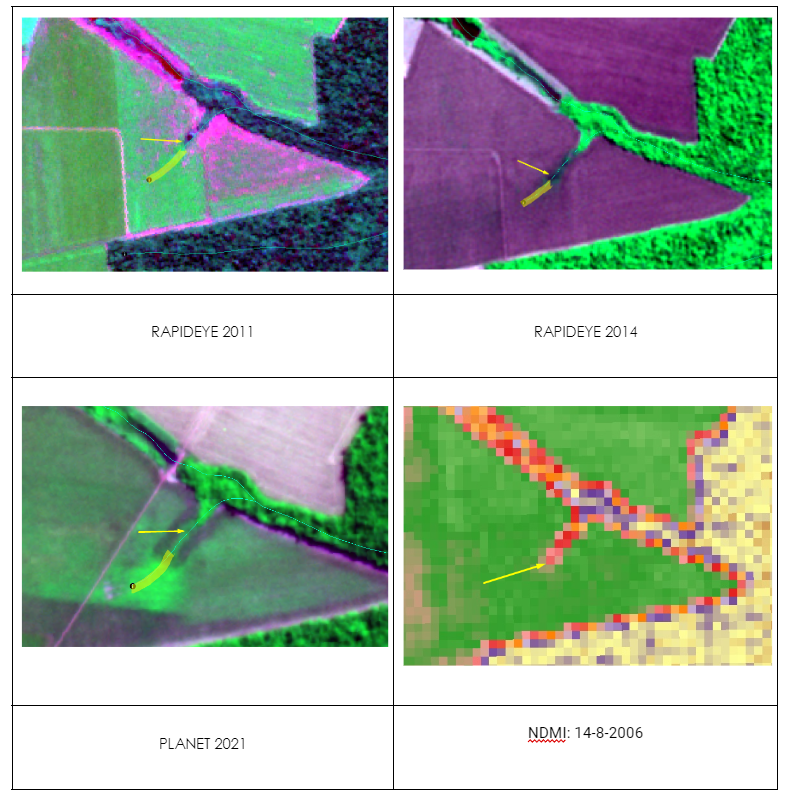 RAPIDEYE 2011
RAPIDEYE 2014
PLANET 2021
NDMI: 14-8-2006